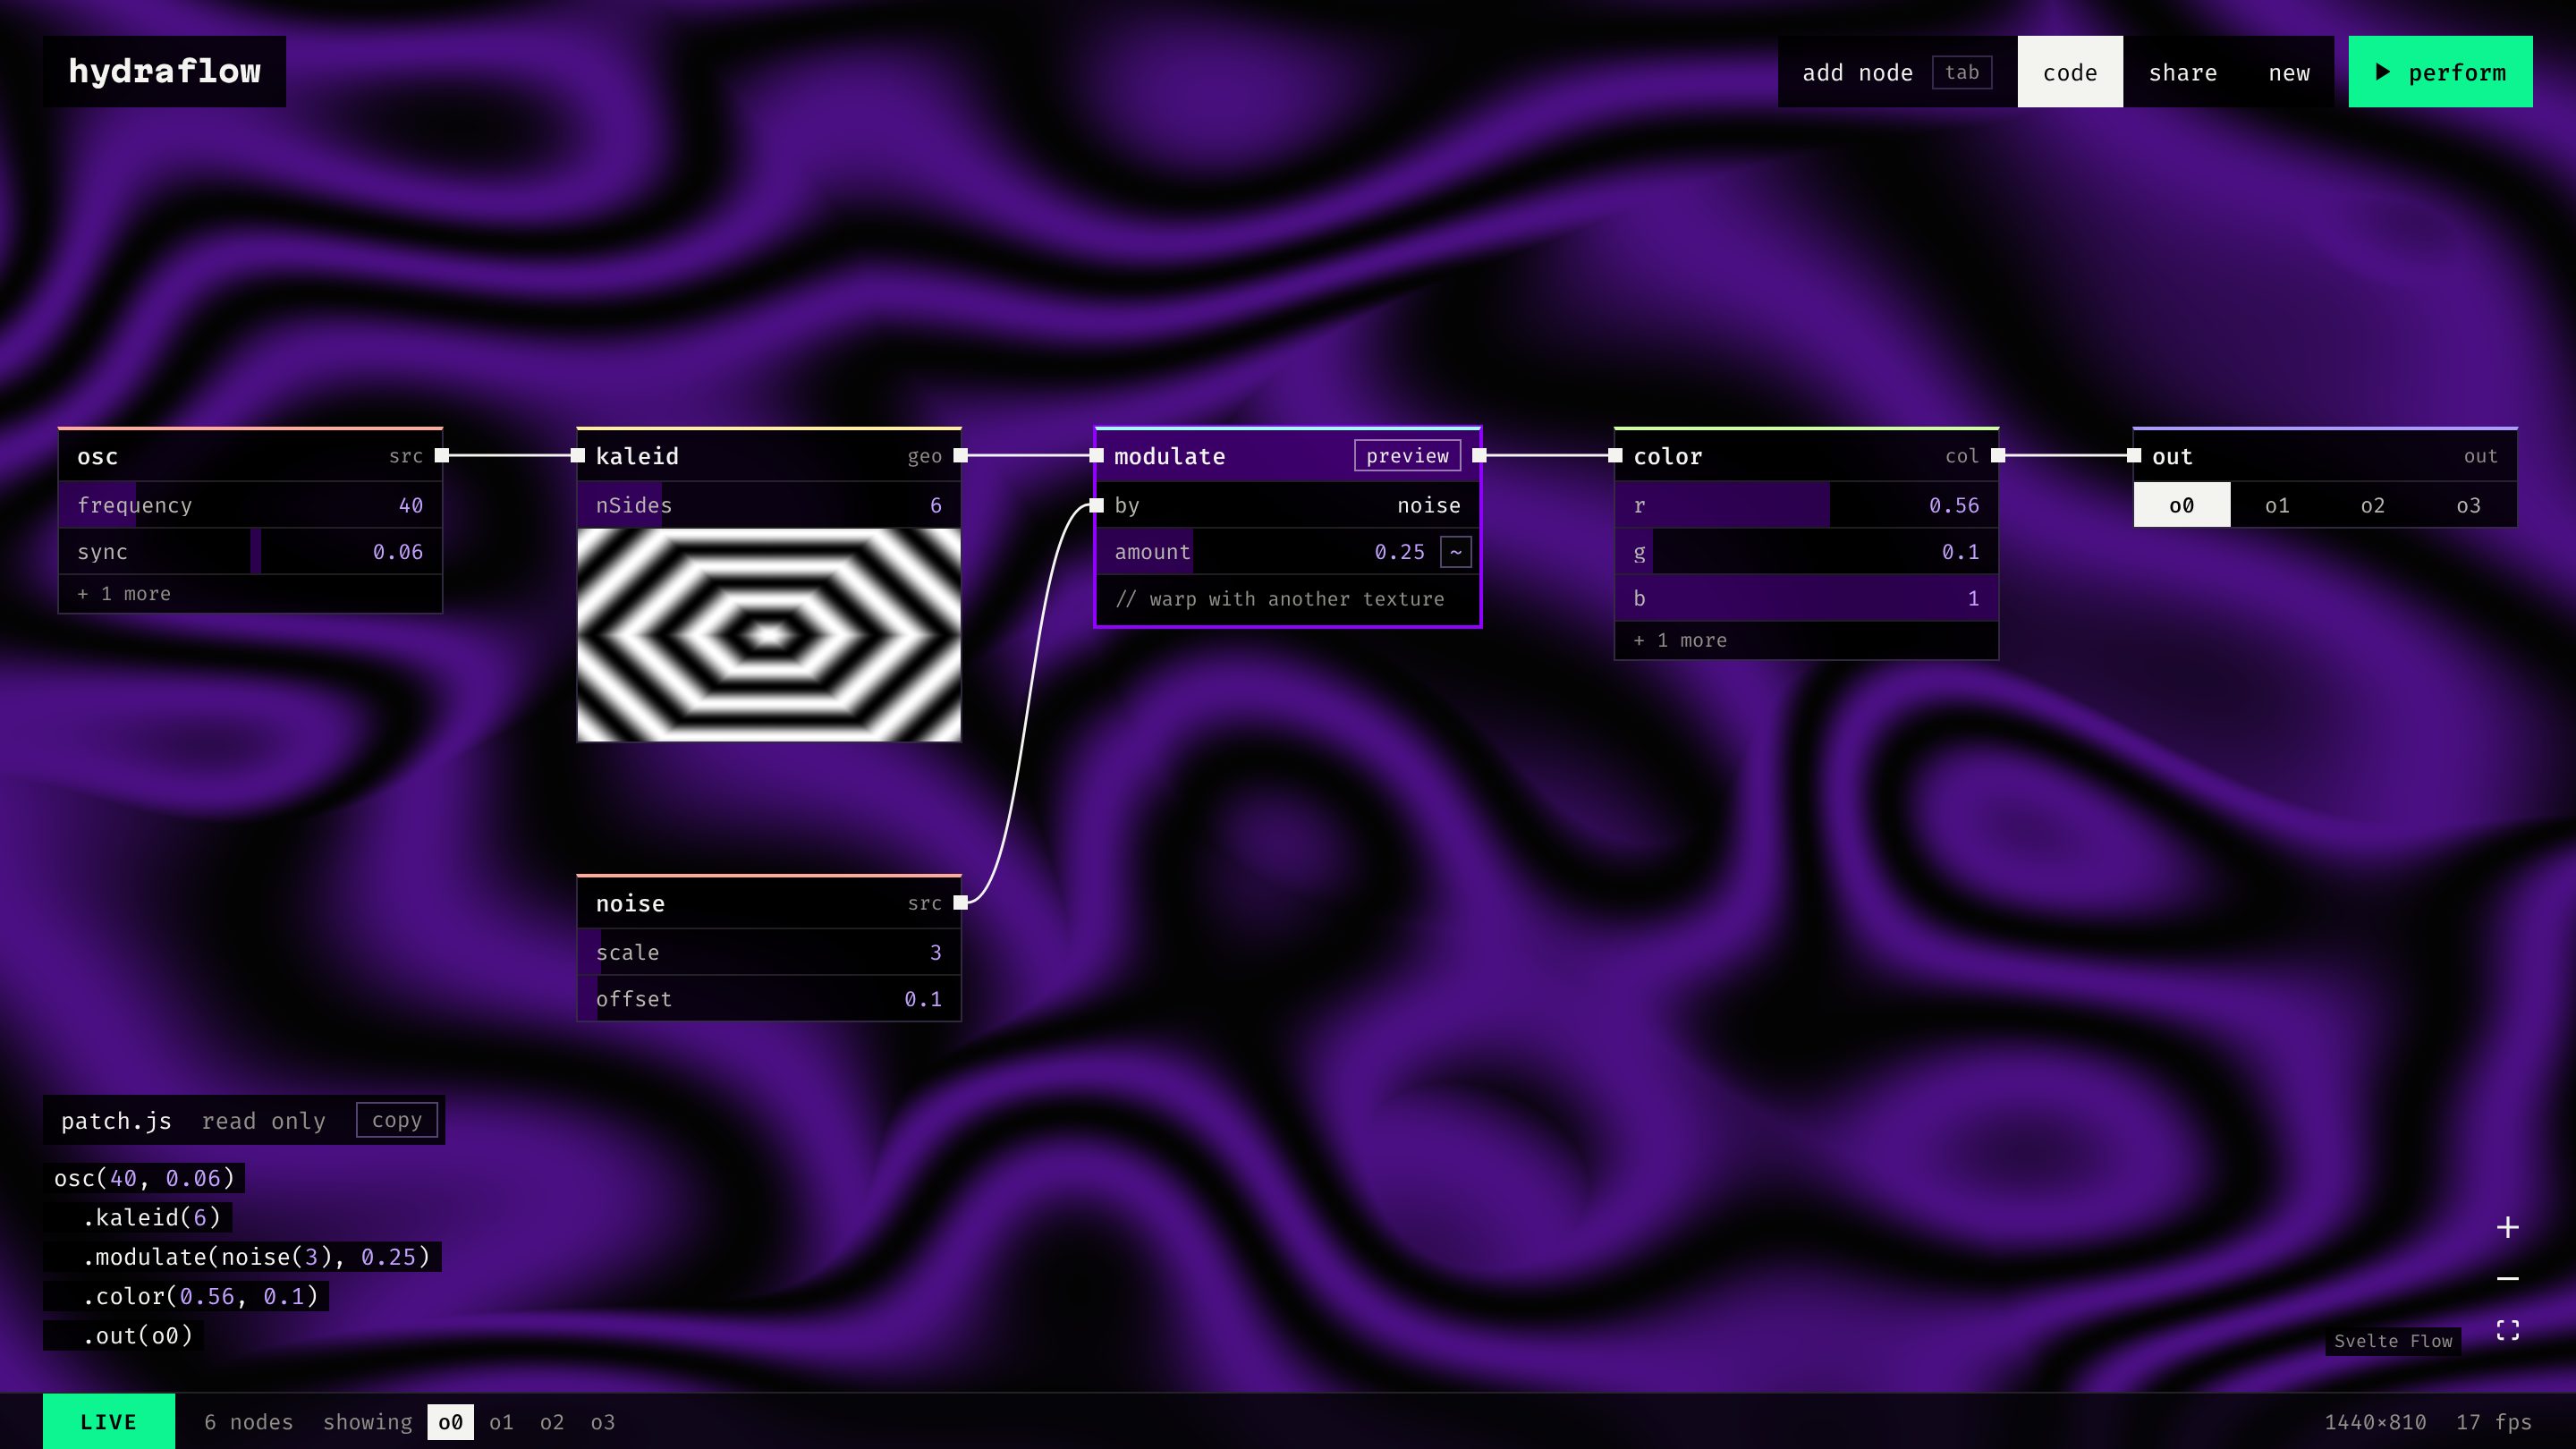 hydraflow
add node tab code share new ▶ perform
osc src
frequency 40
sync 0.06
+ 1 more
kaleid geo
nSides 6
modulate preview
by noise
amount 0.25 ~
// warp with another texture
color col
r 0.56
g 0.1
b 1
+ 1 more
out out
o0 o1 o2 o3
noise src
scale 3
offset 0.1
patch.js read only copy
osc(40, 0.06)
.kaleid(6)
.modulate(noise(3), 0.25)
.color(0.56, 0.1)
.out(o0)
Svelte Flow
LIVE 6 nodes showing o0 o1 o2 o3 1440×810 17 fps